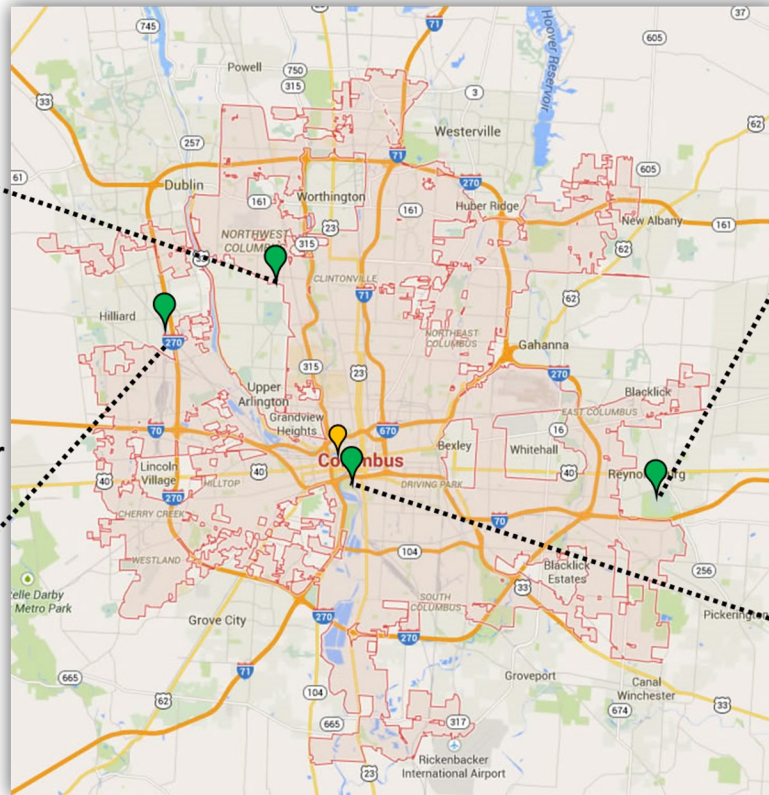 745
71
37
605
Powell
750
315
Hoover Reservoir
33
3
62
Westerville
257
71
605
61
Dublin
270
161
Worthington
161
Huber Ridge
23
New Albany
161
NORTHWEST
315
62
CLINTONVILLE
71
62
Hilliard
270
NORTHEAST
COLUMBUS
Gahanna
315
23
270
Upper
Arlington
Blacklick
Grandview
Heights
EAST COLUMBUS
70
670
16
Bexley
Whitehall
Lincoln
Village
40
40
HILLTOP
40
DRIVING PARK
270
CHERRY CREEK
70
WESTLAND
104
Blacklick
Estates
256
33
Metro Park
SOUTH
COLUMBUS
Grove City
270
270
71
Groveport
665
Canal
Winchester
62
104
674
33
665
317
Rickenbacker
International Airport
23